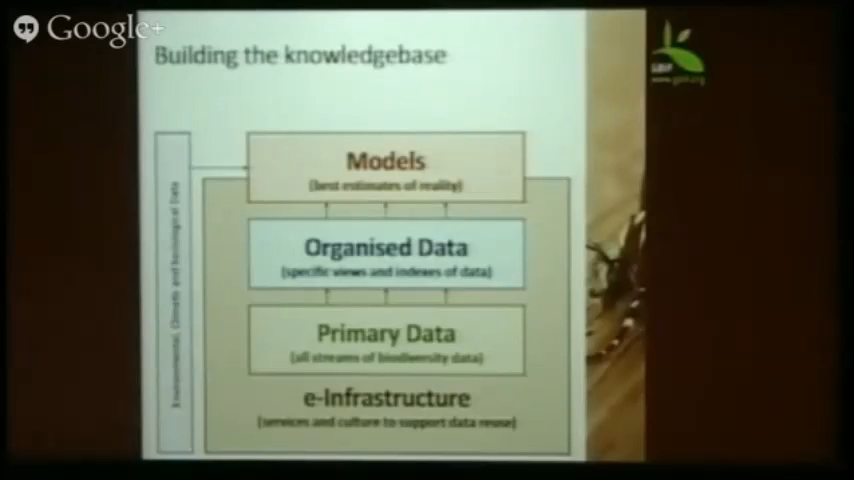 Google+
Building the knowledgebase
GBIF
Models
(best estimates of reality)
Organised Data
(specific views and indexes of data)
Primary Data
(all streams of biodiversity data)
e-Infrastructure
(services and culture to support data reuse)
Environmental, Climatic and Sociological Data